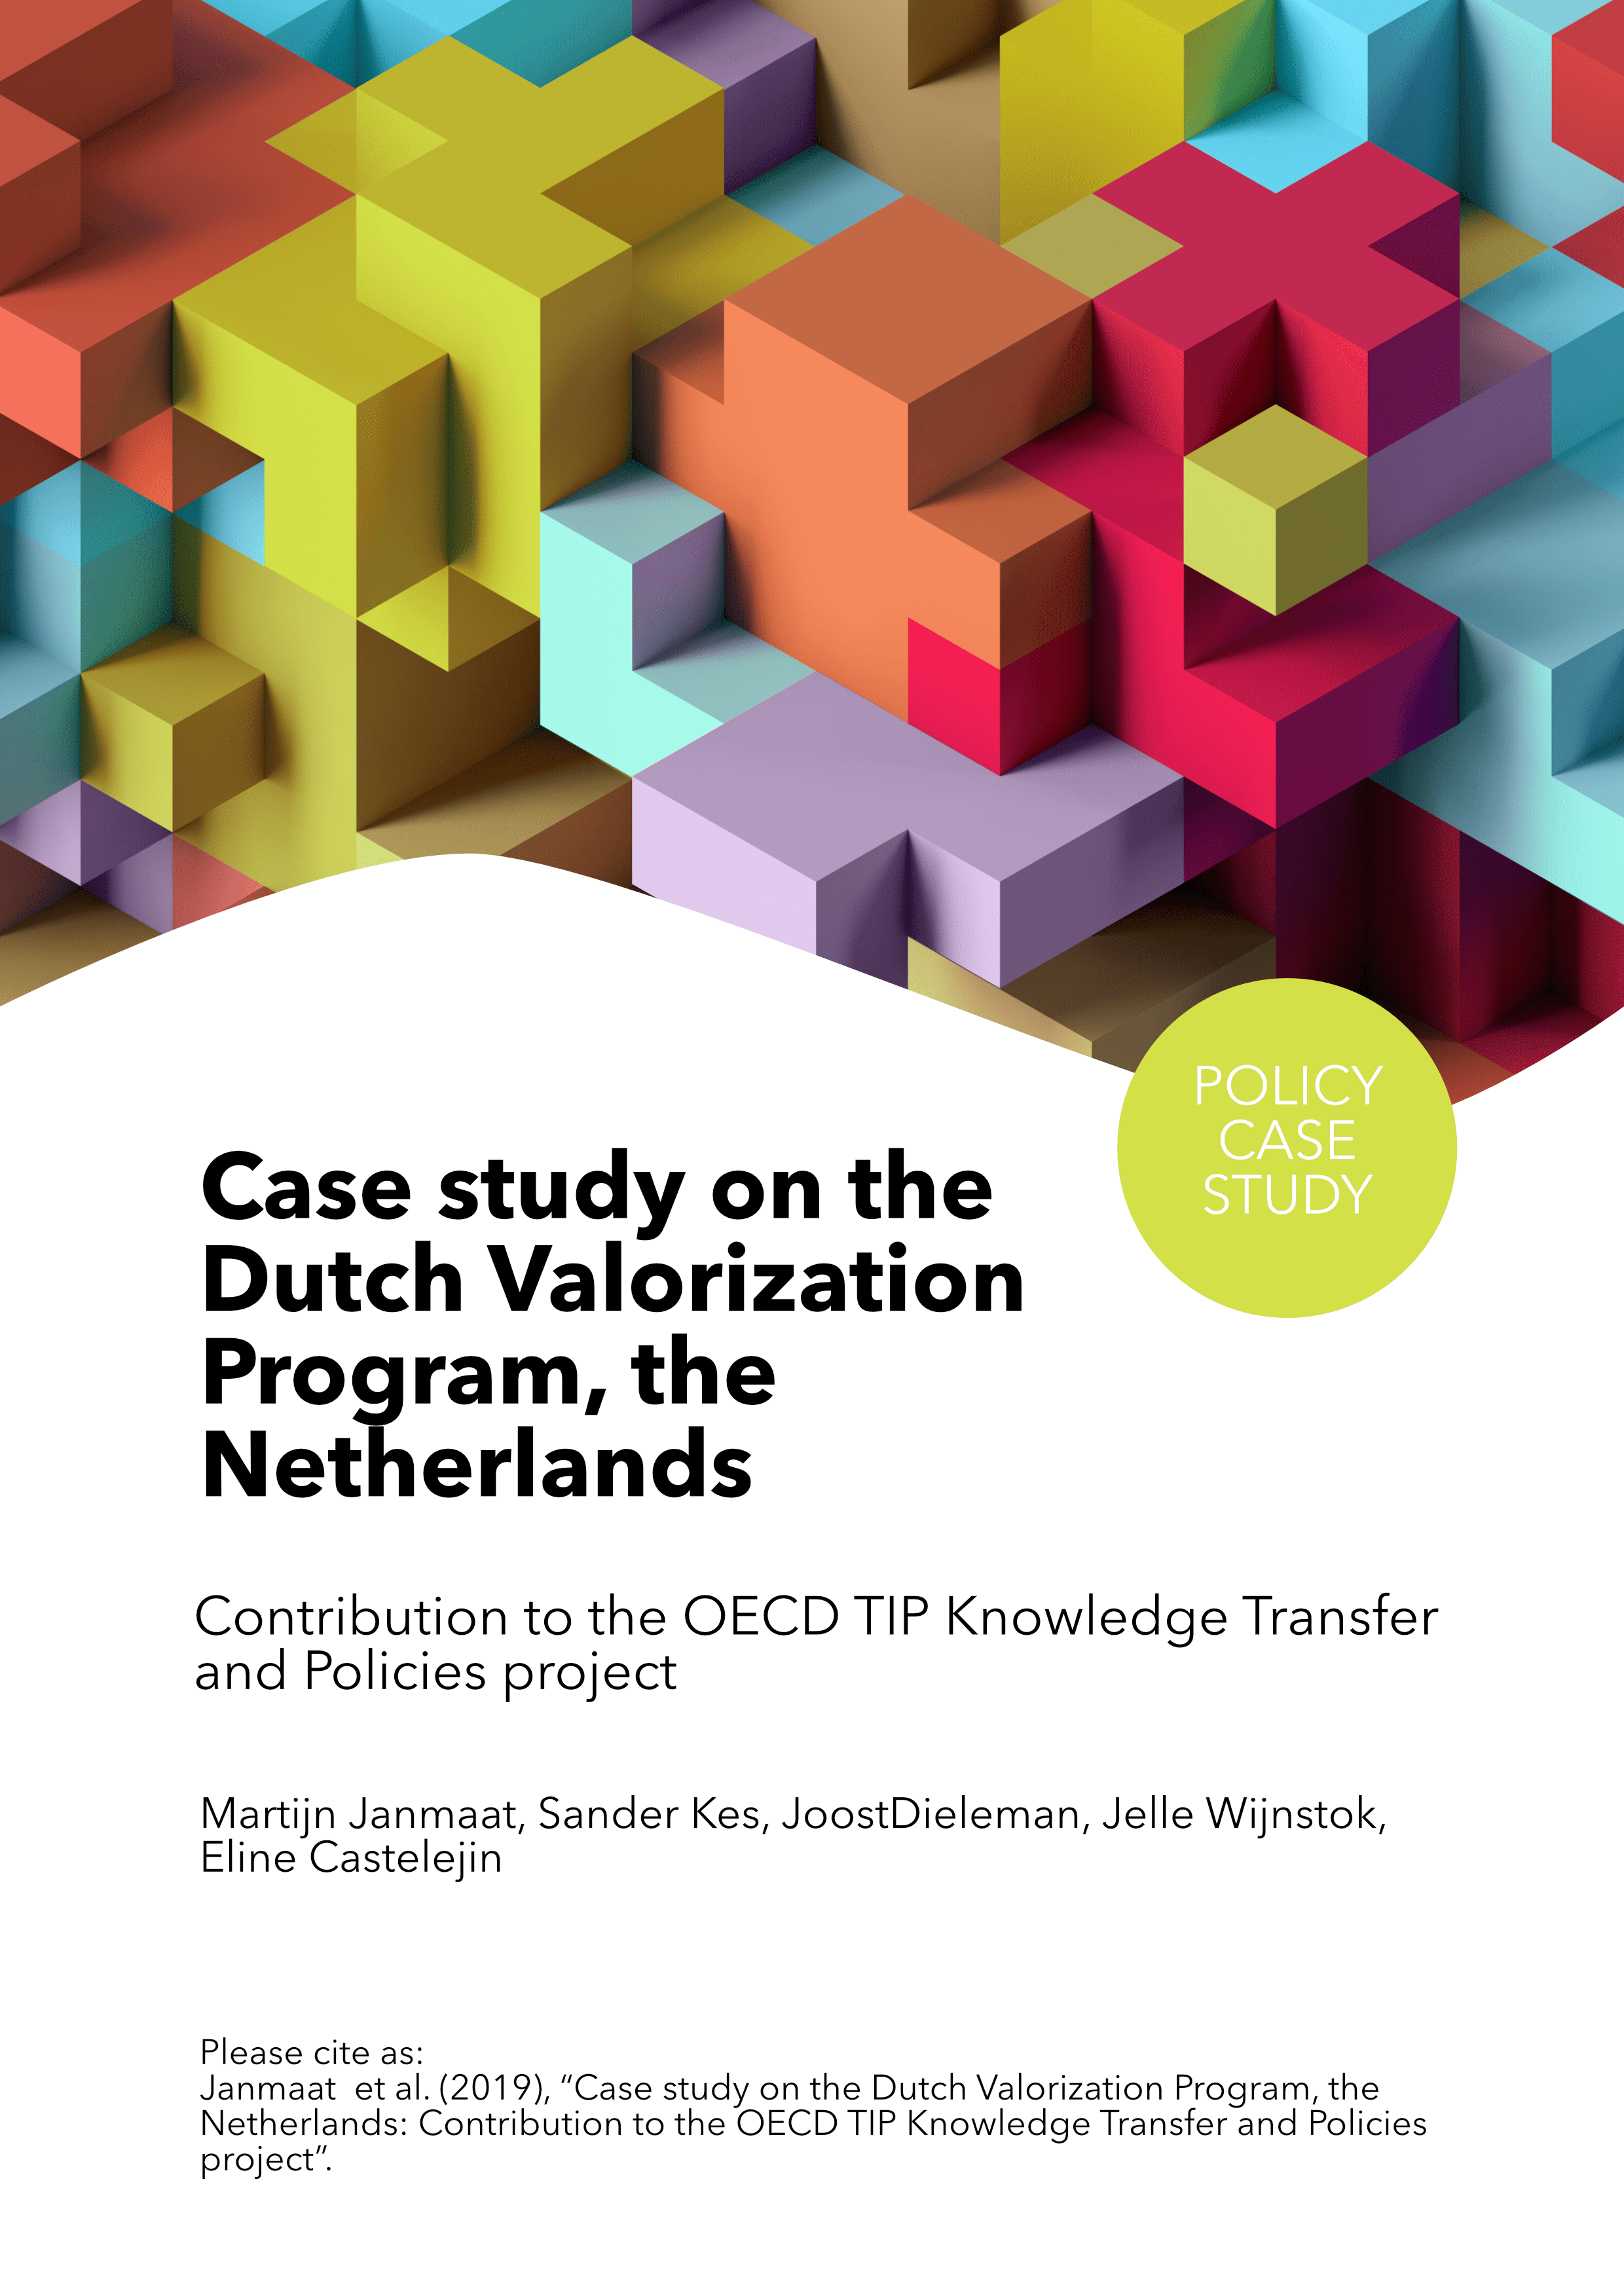 POLICY
CASE
STUDY
Case study on the
Dutch Valorization
Program, the
Netherlands
Contribution to the OECD TIP Knowledge Transfer
and Policies project
Martijn Janmaat, Sander Kes, JoostDieleman, Jelle Wijnstok,
Eline Castelejin
Please cite as:
Janmaat  et al. (2019), “Case study on the Dutch Valorization Program, the
Netherlands: Contribution to the OECD TIP Knowledge Transfer and Policies
project”.